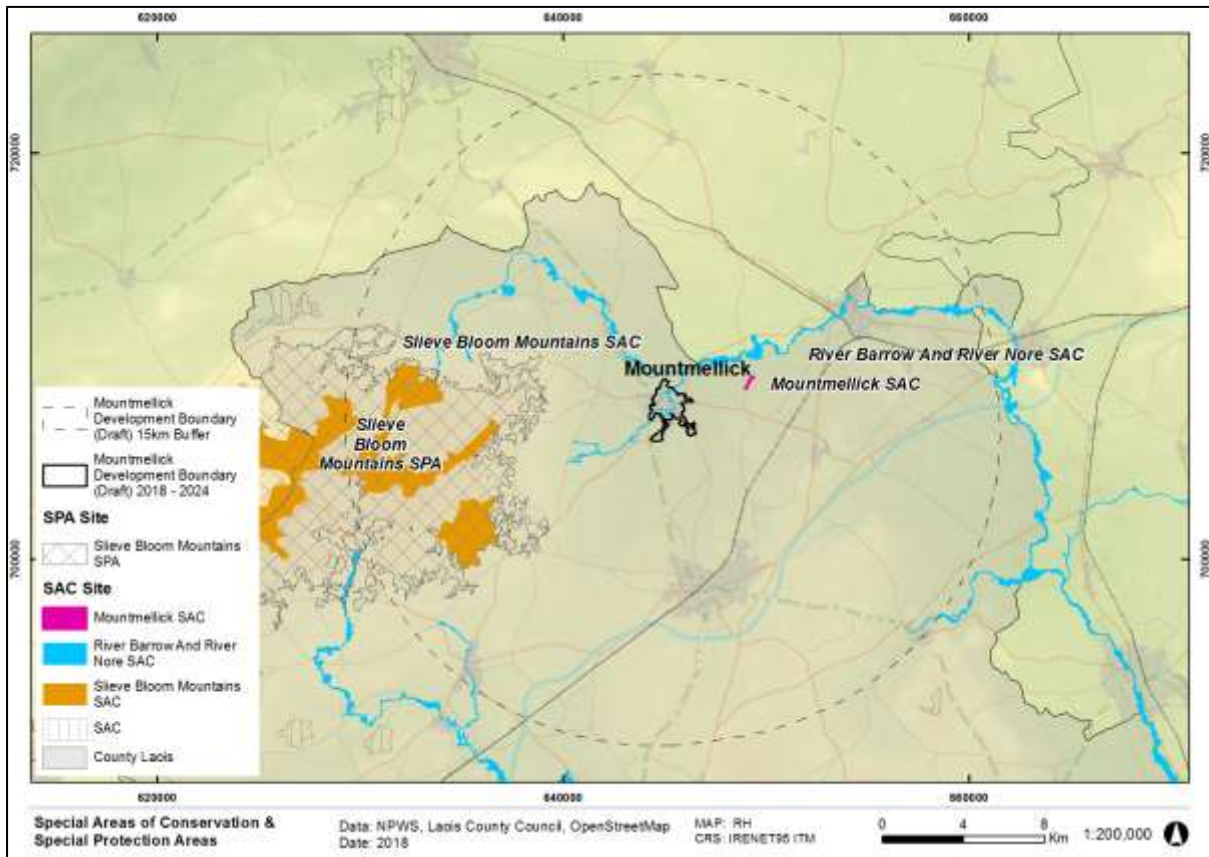 620000
640000
660000
720000
720000
Slieve Bloom Mountains SAC
River Barrow And River Nore SAC
Mountmellick
Mountmellick SAC
Slieve
Bloom
Mountains SPA
Mountmellick
Development Boundary
(Draft) 15km Buffer
Mountmellick
Development Boundary
(Draft) 2018 - 2024
SPA Site
Slieve Bloom Mountains
SPA
SAC Site
Mountmellick SAC
River Barrow And River
Nore SAC
Slieve Bloom Mountains
SAC
SAC
County Laois
700000
700000
620000
640000
660000
Special Areas of Conservation &
Special Protection Areas
Data: NPWS, Laois County Council, OpenStreetMap
Date: 2018
MAP: RH
CRS: IRENET95 ITM
0 4 8
Km
1:200,000